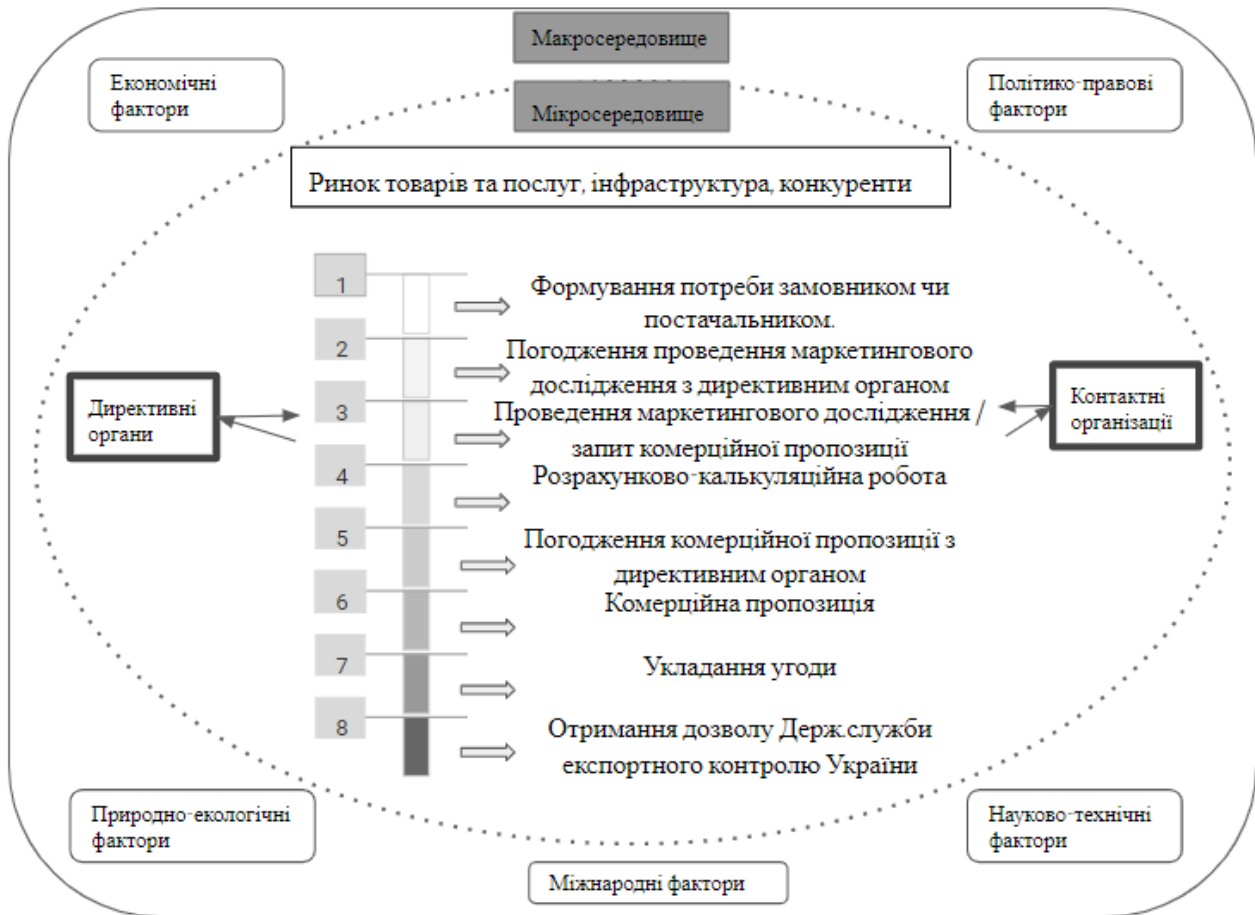 Макросередовище
Економічні
фактори
Політико-правові
фактори
Мікросередовище
Ринок товарів та послуг, інфраструктура, конкуренти
1
Формування потреби замовником чи
постачальником.
2
Погодження проведення маркетингового
дослідження з директивним органом
Директивні
органи
3
Проведення маркетингового дослідження /
запит комерційної пропозиції
Контактні
організації
4
Розрахунково-калькуляційна робота
5
Погодження комерційної пропозиції з
директивним органом
6
Комерційна пропозиція
7
Укладання угоди
8
Отримання дозволу Держ.служби
експортного контролю України
Природно-екологічні
фактори
Науково-технічні
фактори
Міжнародні фактори